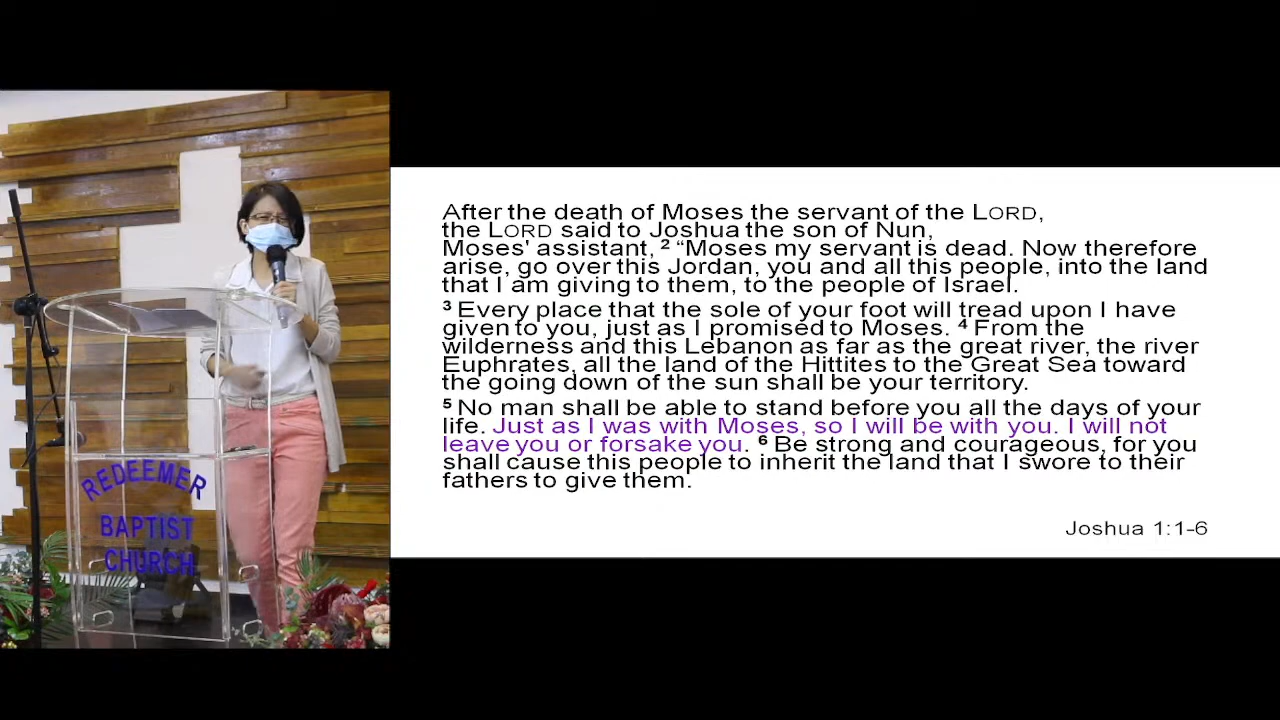 REDEEMER
BAPTIST
CHURCH
After the death of Moses the servant of the LORD,
the LORD said to Joshua the son of Nun,
Moses' assistant, ² “Moses my servant is dead. Now therefore
arise, go over this Jordan, you and all this people, into the land
that I am giving to them, to the people of Israel.
³ Every place that the sole of your foot will tread upon I have
given to you, just as I promised to Moses. ⁴ From the
wilderness and this Lebanon as far as the great river, the river
Euphrates, all the land of the Hittites to the Great Sea toward
the going down of the sun shall be your territory.
⁵ No man shall be able to stand before you all the days of your
life. Just as I was with Moses, so I will be with you. I will not
leave you or forsake you. ⁶ Be strong and courageous, for you
shall cause this people to inherit the land that I swore to their
fathers to give them.
Joshua 1:1-6